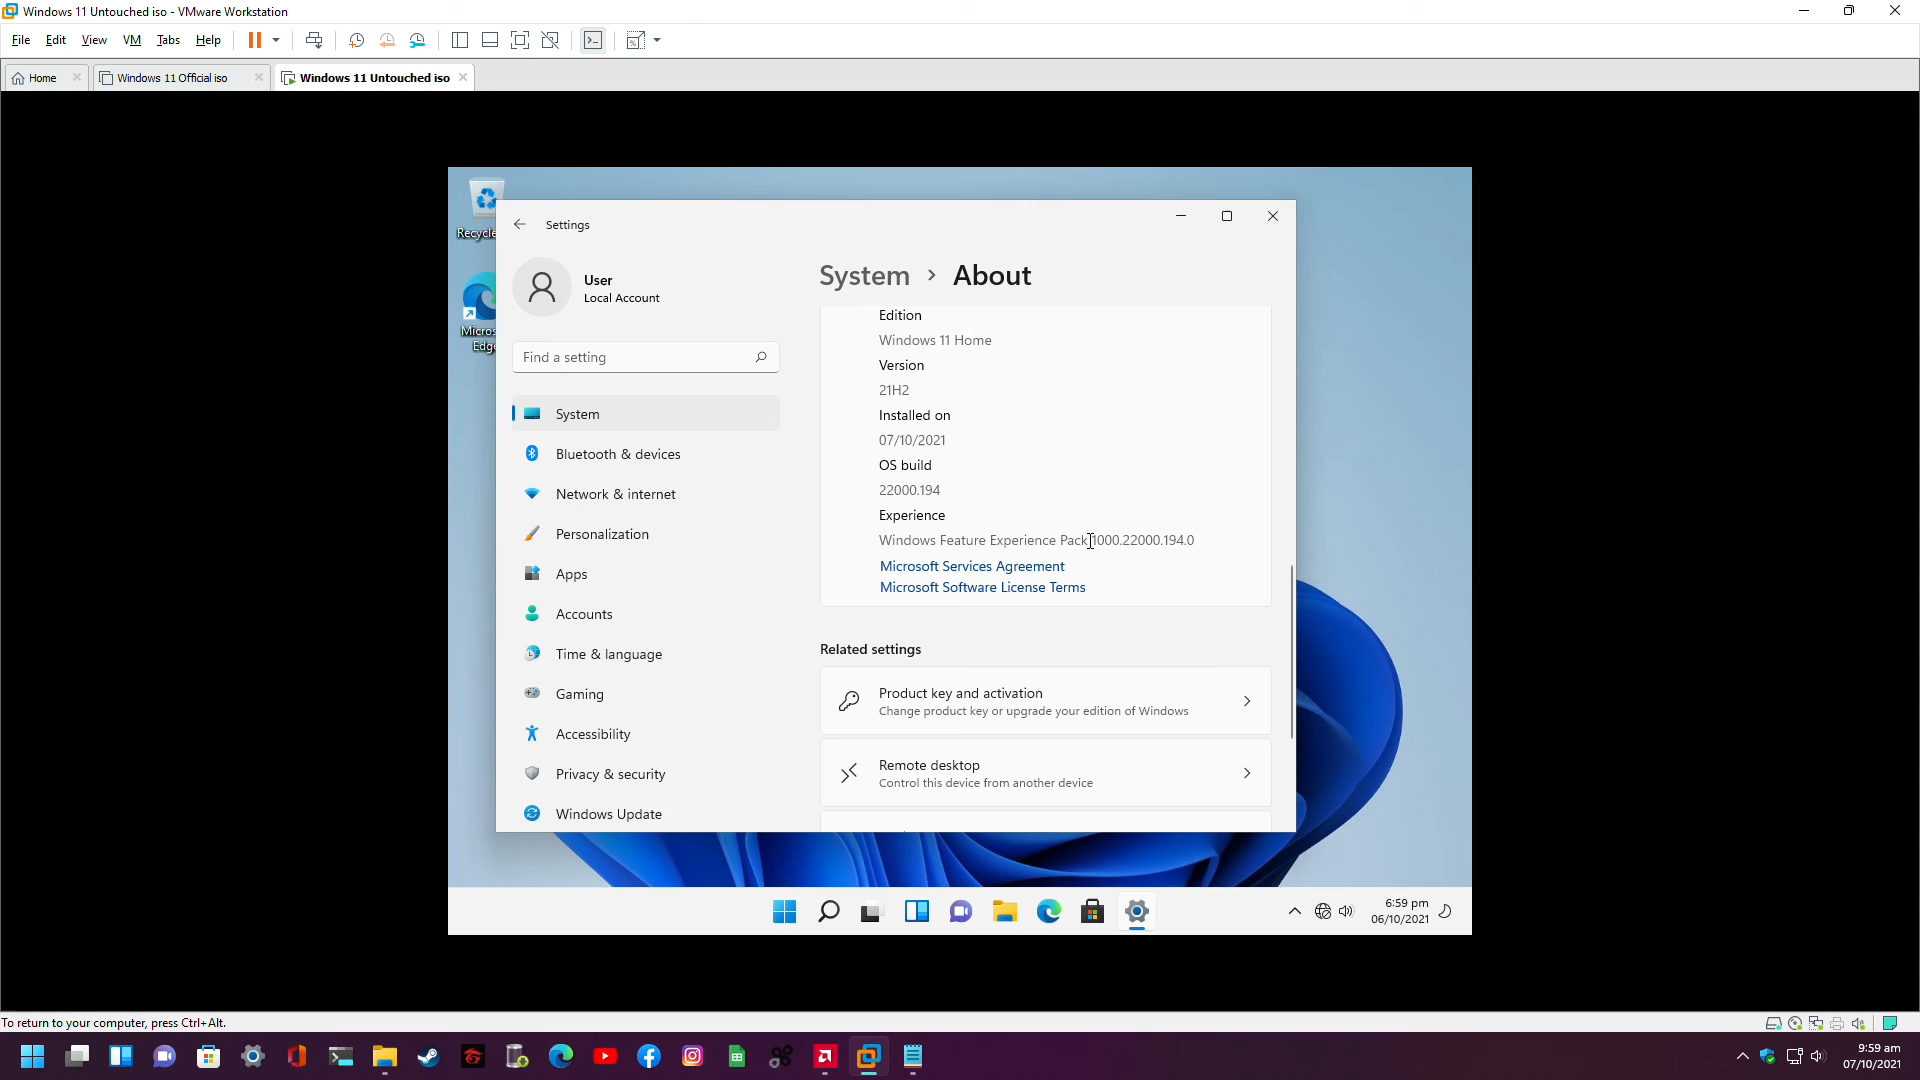 Windows 11 Untouched iso - VMware Workstation
File Edit View VM Tabs Help
Home Windows 11 Official iso Windows 11 Untouched iso
Recycle
Micros
Edge
Settings
User
Local Account
Find a setting
System
Bluetooth & devices
Network & internet
Personalization
Apps
Accounts
Time & language
Gaming
Accessibility
Privacy & security
Windows Update
System > About
Edition
Windows 11 Home
Version
21H2
Installed on
07/10/2021
OS build
22000.194
Experience
Windows Feature Experience Pack 1000.22000.194.0
Microsoft Services Agreement
Microsoft Software License Terms
Related settings
Product key and activation
Change product key or upgrade your edition of Windows
Remote desktop
Control this device from another device
6:59 pm
06/10/2021
To return to your computer, press Ctrl+Alt.
9:59 am
07/10/2021